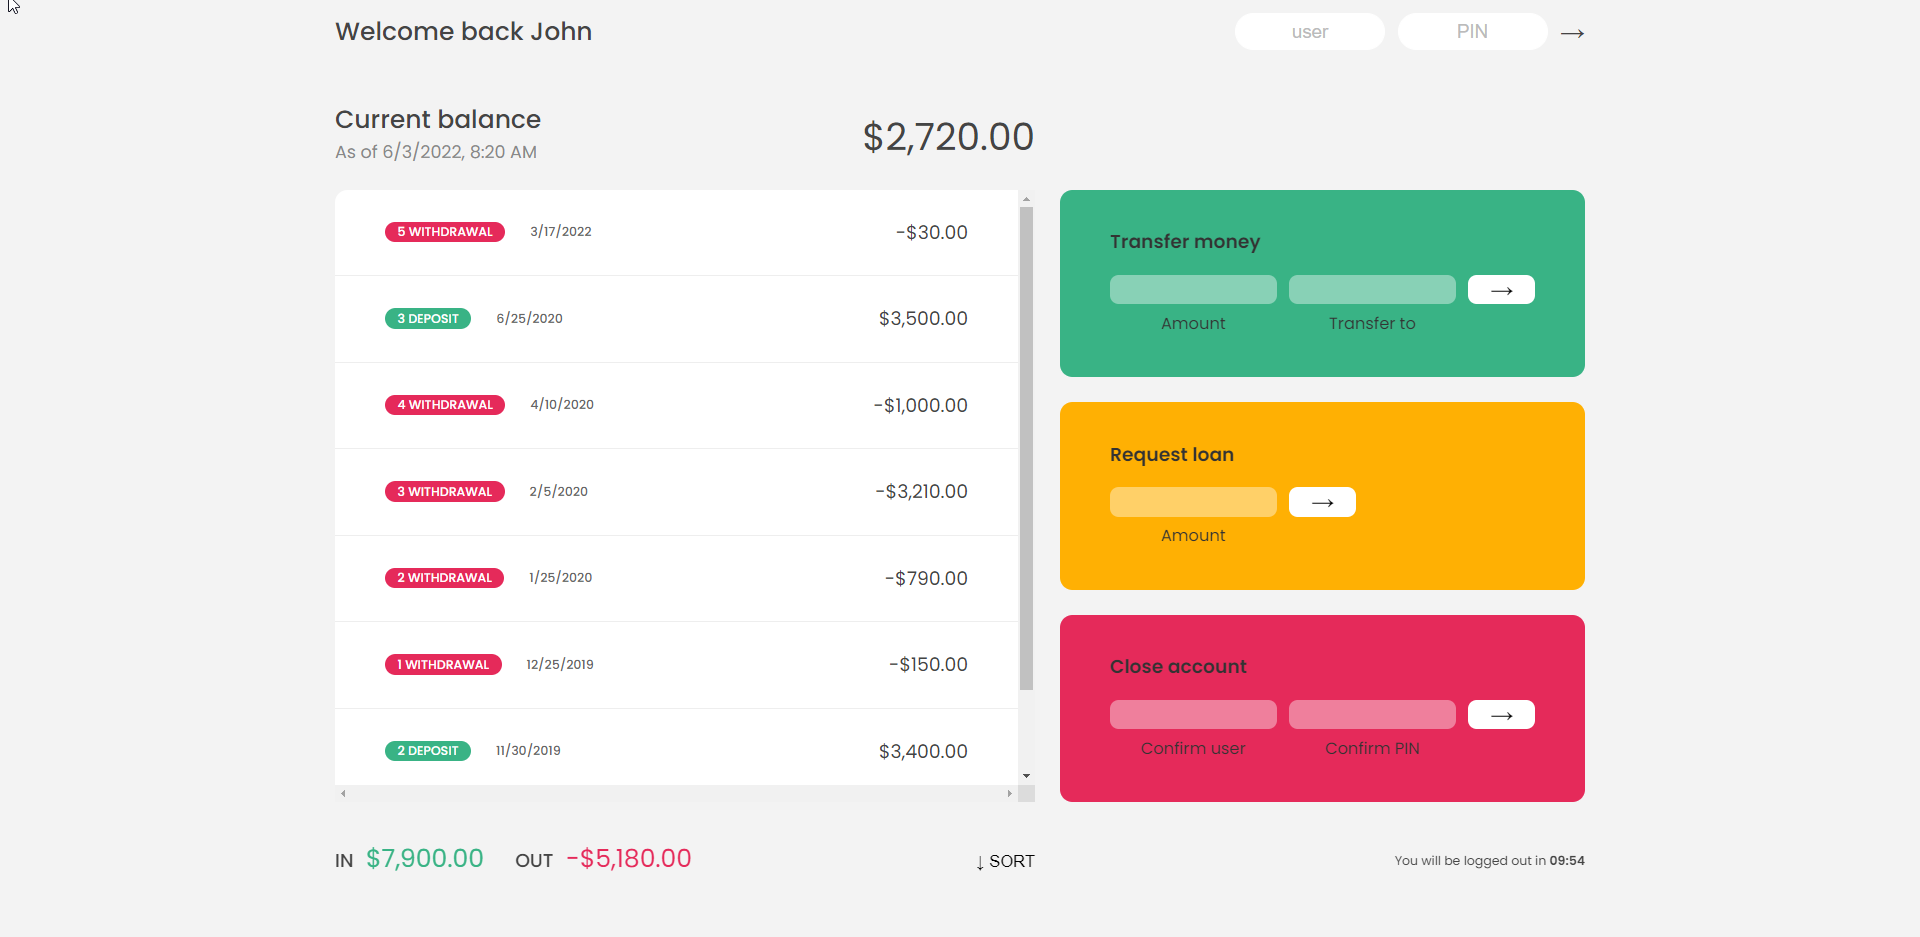 Welcome back John
user PIN →
Current balance
As of 6/3/2022, 8:20 AM
$2,720.00
5 WITHDRAWAL 3/17/2022 -$30.00
3 DEPOSIT 6/25/2020 $3,500.00
4 WITHDRAWAL 4/10/2020 -$1,000.00
3 WITHDRAWAL 2/5/2020 -$3,210.00
2 WITHDRAWAL 1/25/2020 -$790.00
1 WITHDRAWAL 12/25/2019 -$150.00
2 DEPOSIT 11/30/2019 $3,400.00
Transfer money
→
Amount Transfer to
Request loan
→
Amount
Close account
→
Confirm user Confirm PIN
IN $7,900.00 OUT -$5,180.00 ↓ SORT
You will be logged out in 09:54